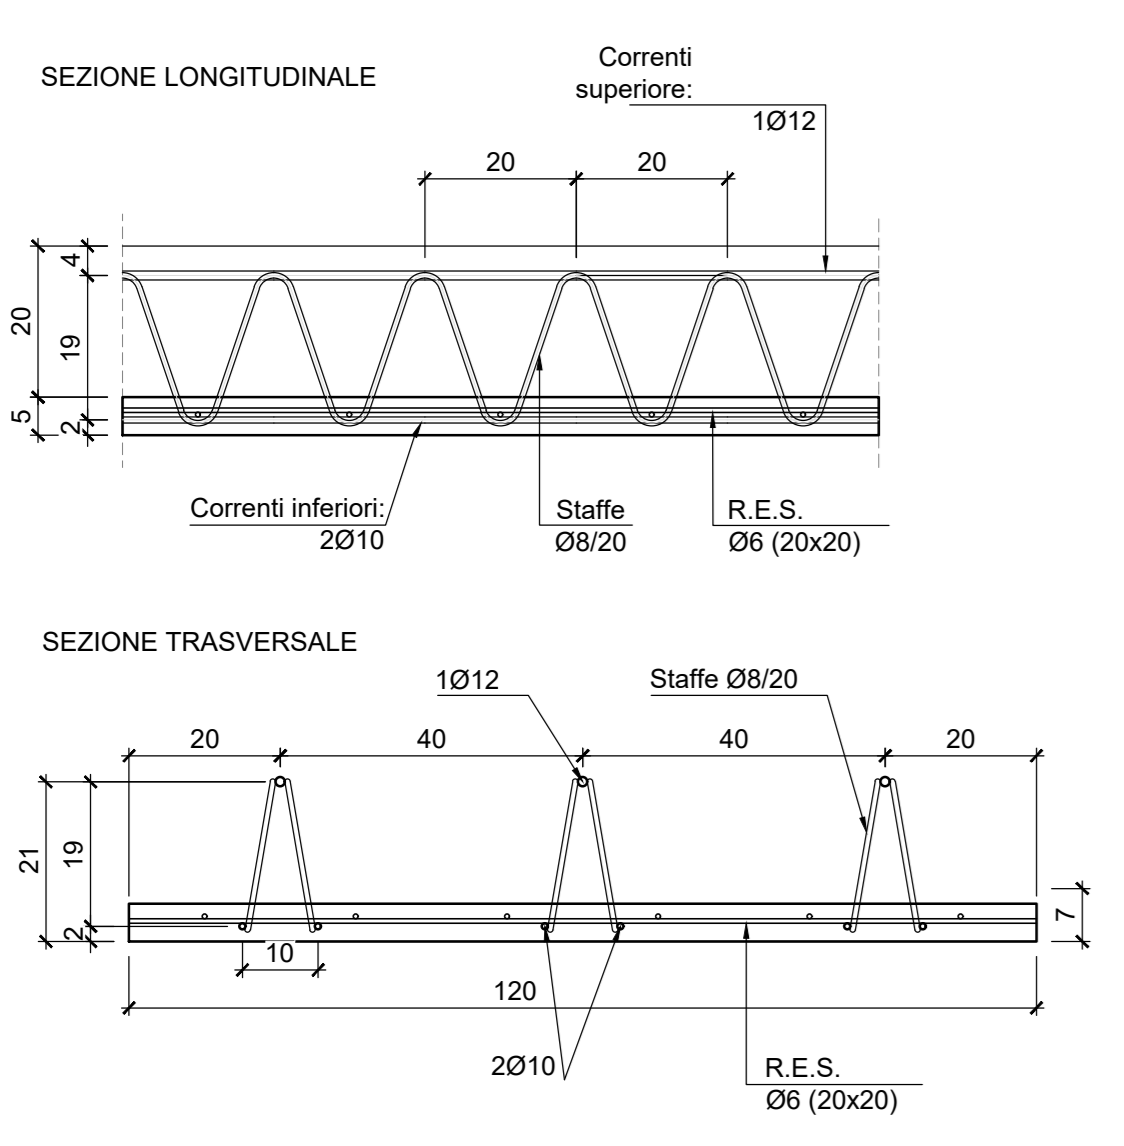 SEZIONE LONGITUDINALE
Correnti
superiore:
1Ø12
20
20
4
20
19
5
2
Correnti inferiori:
2Ø10
Staffe
Ø8/20
R.E.S.
Ø6 (20x20)
SEZIONE TRASVERSALE
1Ø12
Staffe Ø8/20
20
40
40
20
21
19
2
7
10
120
2Ø10
R.E.S.
Ø6 (20x20)